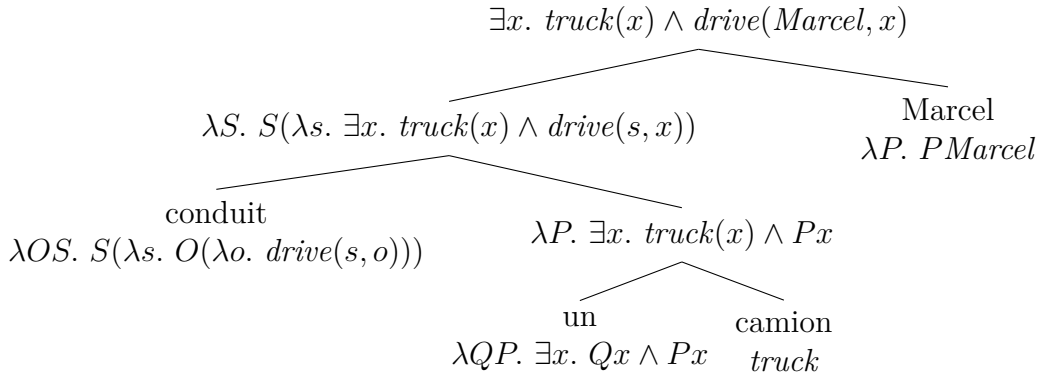 ∃x. truck(x) ∧ drive(Marcel, x)
λS. S(λs. ∃x. truck(x) ∧ drive(s, x))
Marcel
λP. PMarcel
conduit
λOS. S(λs. O(λo. drive(s, o)))
λP. ∃x. truck(x) ∧ Px
un
λQP. ∃x. Qx ∧ Px
camion
truck